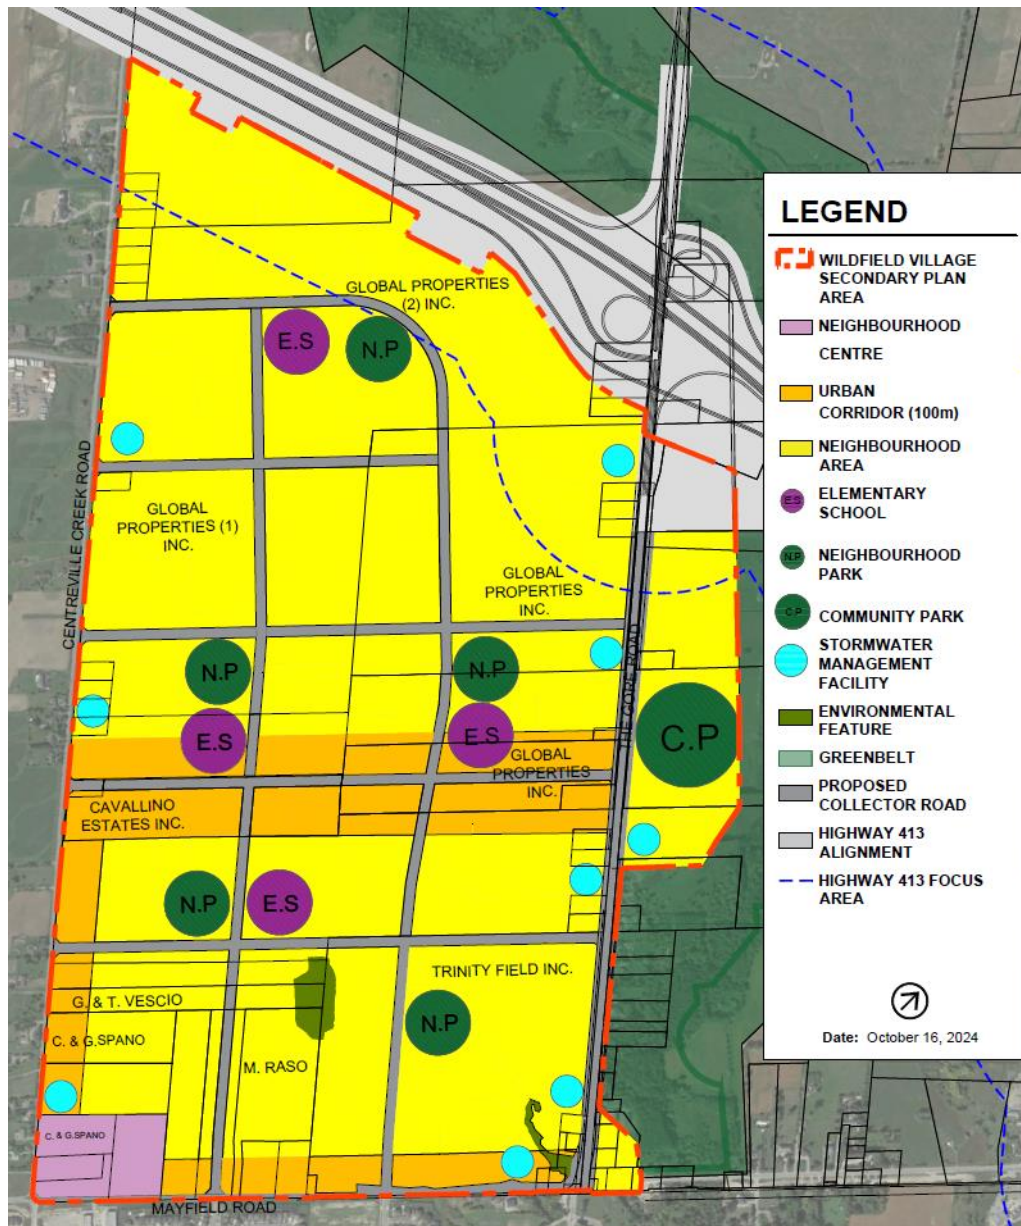 GLOBAL PROPERTIES
(2) INC.
E.S
N.P
CENTREVILLE CREEK ROAD
GLOBAL
PROPERTIES (1)
INC.
GLOBAL
PROPERTIES
INC.
THE GORE ROAD
N.P
N.P
E.S
E.S
C.P
GLOBAL
PROPERTIES
INC.
CAVALLINO
ESTATES INC.
N.P
E.S
TRINITY FIELD INC.
G. & T. VESCIO
N.P
C. & G.SPANO
M. RASO
C. & G.SPANO
MAYFIELD ROAD
LEGEND
WILDFIELD VILLAGE
SECONDARY PLAN
AREA
NEIGHBOURHOOD
CENTRE
URBAN
CORRIDOR (100m)
NEIGHBOURHOOD
AREA
E.S
ELEMENTARY
SCHOOL
N.P
NEIGHBOURHOOD
PARK
C.P
COMMUNITY PARK
STORMWATER
MANAGEMENT
FACILITY
ENVIRONMENTAL
FEATURE
GREENBELT
PROPOSED
COLLECTOR ROAD
HIGHWAY 413
ALIGNMENT
HIGHWAY 413 FOCUS
AREA
Date: October 16, 2024